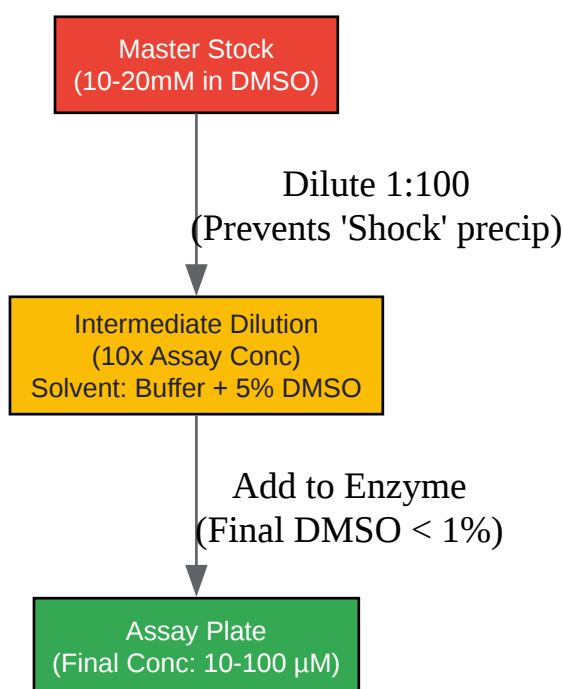 Master Stock
(10-20mM in DMSO)
Dilute 1:100
(Prevents 'Shock' precip)
Intermediate Dilution
(10x Assay Conc)
Solvent: Buffer + 5% DMSO
Add to Enzyme
(Final DMSO < 1%)
Assay Plate
(Final Conc: 10-100 µM)